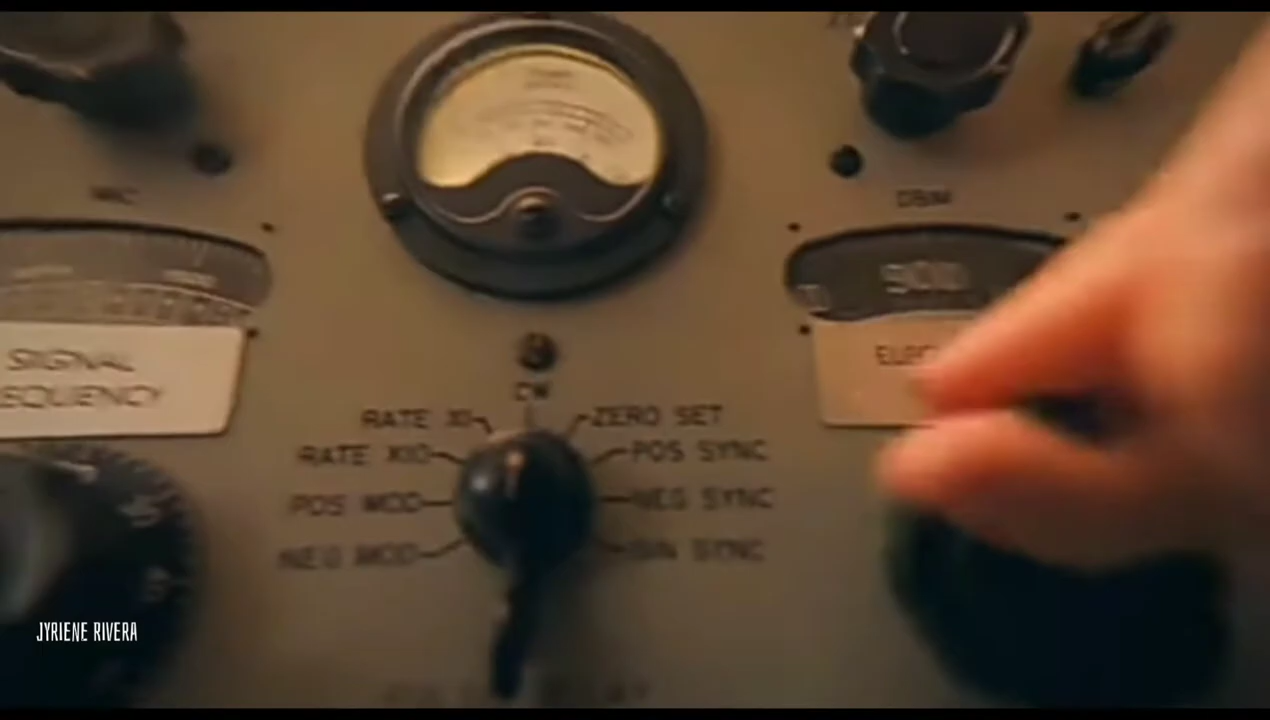 MC
DBM
SIGNAL
EQUENCY
CW
RATE X1
ZERO SET
RATE X10
POS SYNC
POS MOD
NEG SYNC
NEG MOD
SIN SYNC
JYRIENE RIVERA